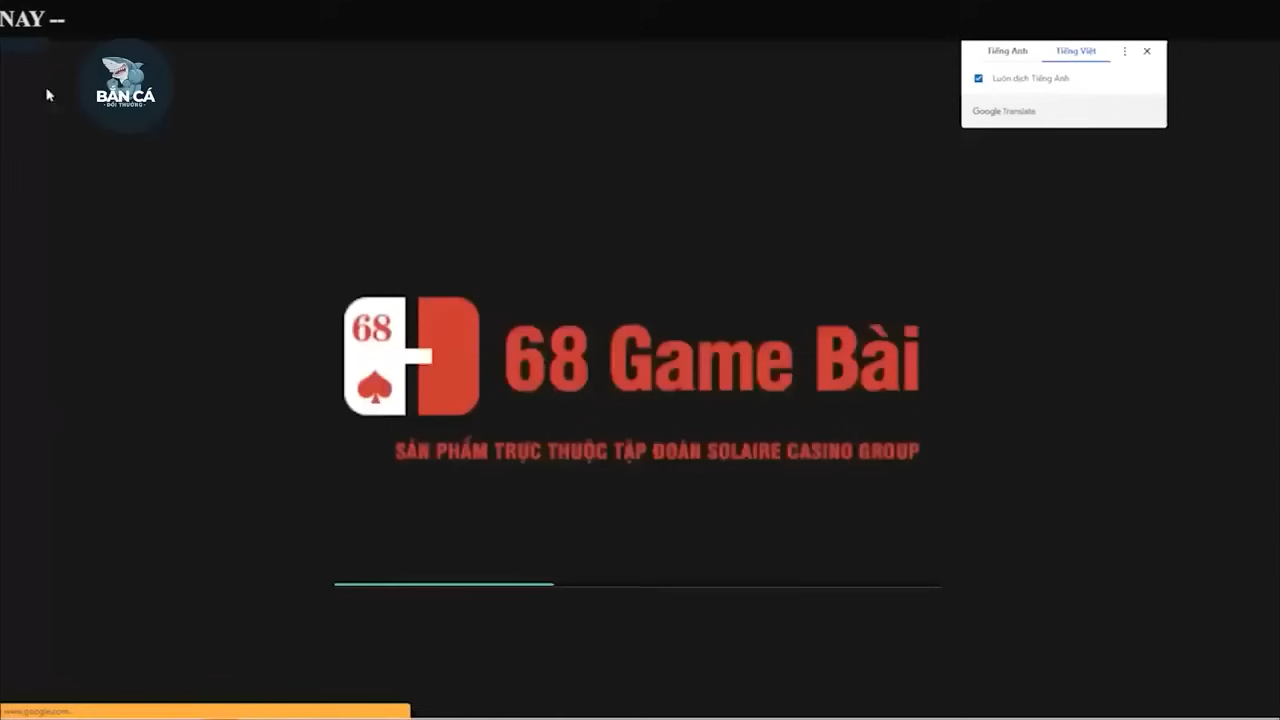 NAY --
BẮN CÁ
- ĐỔI THƯỞNG -
Tiếng Anh Tiếng Việt
Luôn dịch Tiếng Anh
Google Translate
68
68 Game Bài
SẢN PHẨM TRỰC THUỘC TẬP ĐOÀN SOLAIRE CASINO GROUP
www.google.com